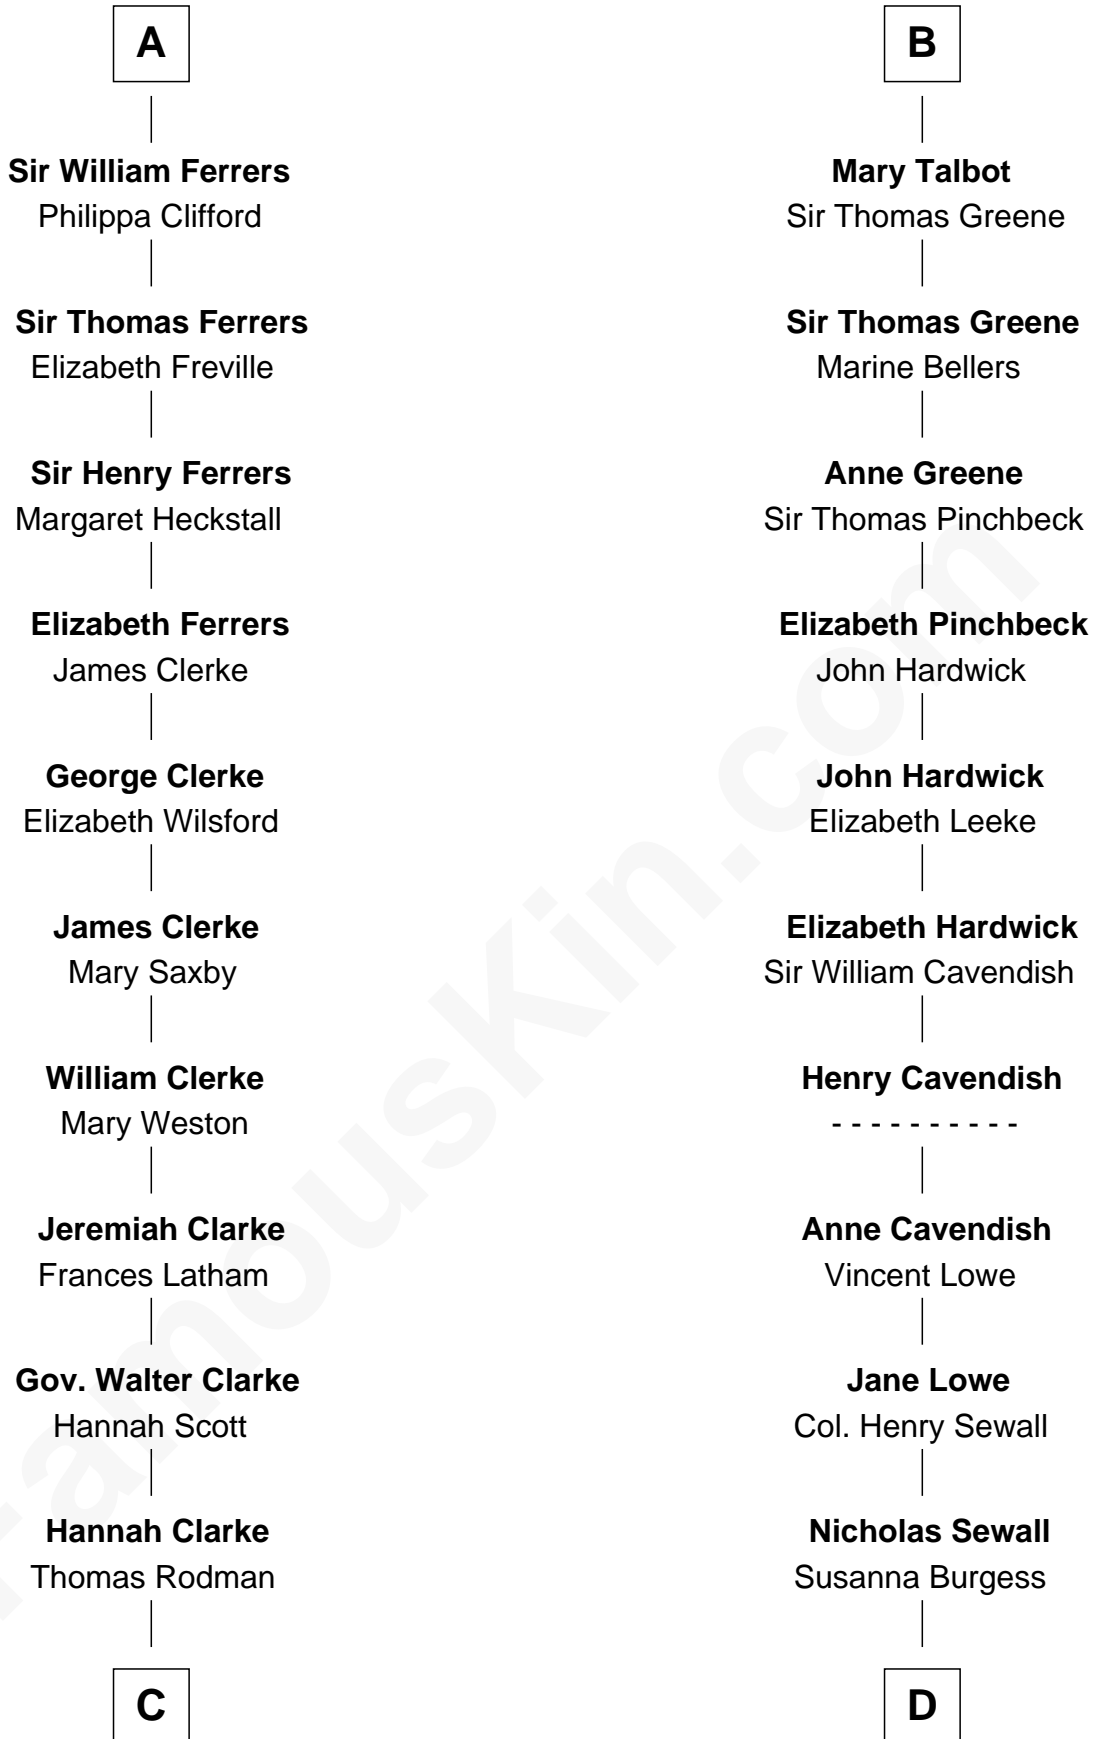 A
Sir William Ferrers
Philippa Clifford
Sir Thomas Ferrers
Elizabeth Freville
Sir Henry Ferrers
Margaret Heckstall
Elizabeth Ferrers
James Clerke
George Clerke
Elizabeth Wilsford
James Clerke
Mary Saxby
William Clerke
Mary Weston
Jeremiah Clarke
Frances Latham
Gov. Walter Clarke
Hannah Scott
Hannah Clarke
Thomas Rodman
C
B
Mary Talbot
Sir Thomas Greene
Sir Thomas Greene
Marine Bellers
Anne Greene
Sir Thomas Pinchbeck
Elizabeth Pinchbeck
John Hardwick
John Hardwick
Elizabeth Leeke
Elizabeth Hardwick
Sir William Cavendish
Henry Cavendish
- - - - - - - - - -
Anne Cavendish
Vincent Lowe
Jane Lowe
Col. Henry Sewall
Nicholas Sewall
Susanna Burgess
D
FamousKin.com